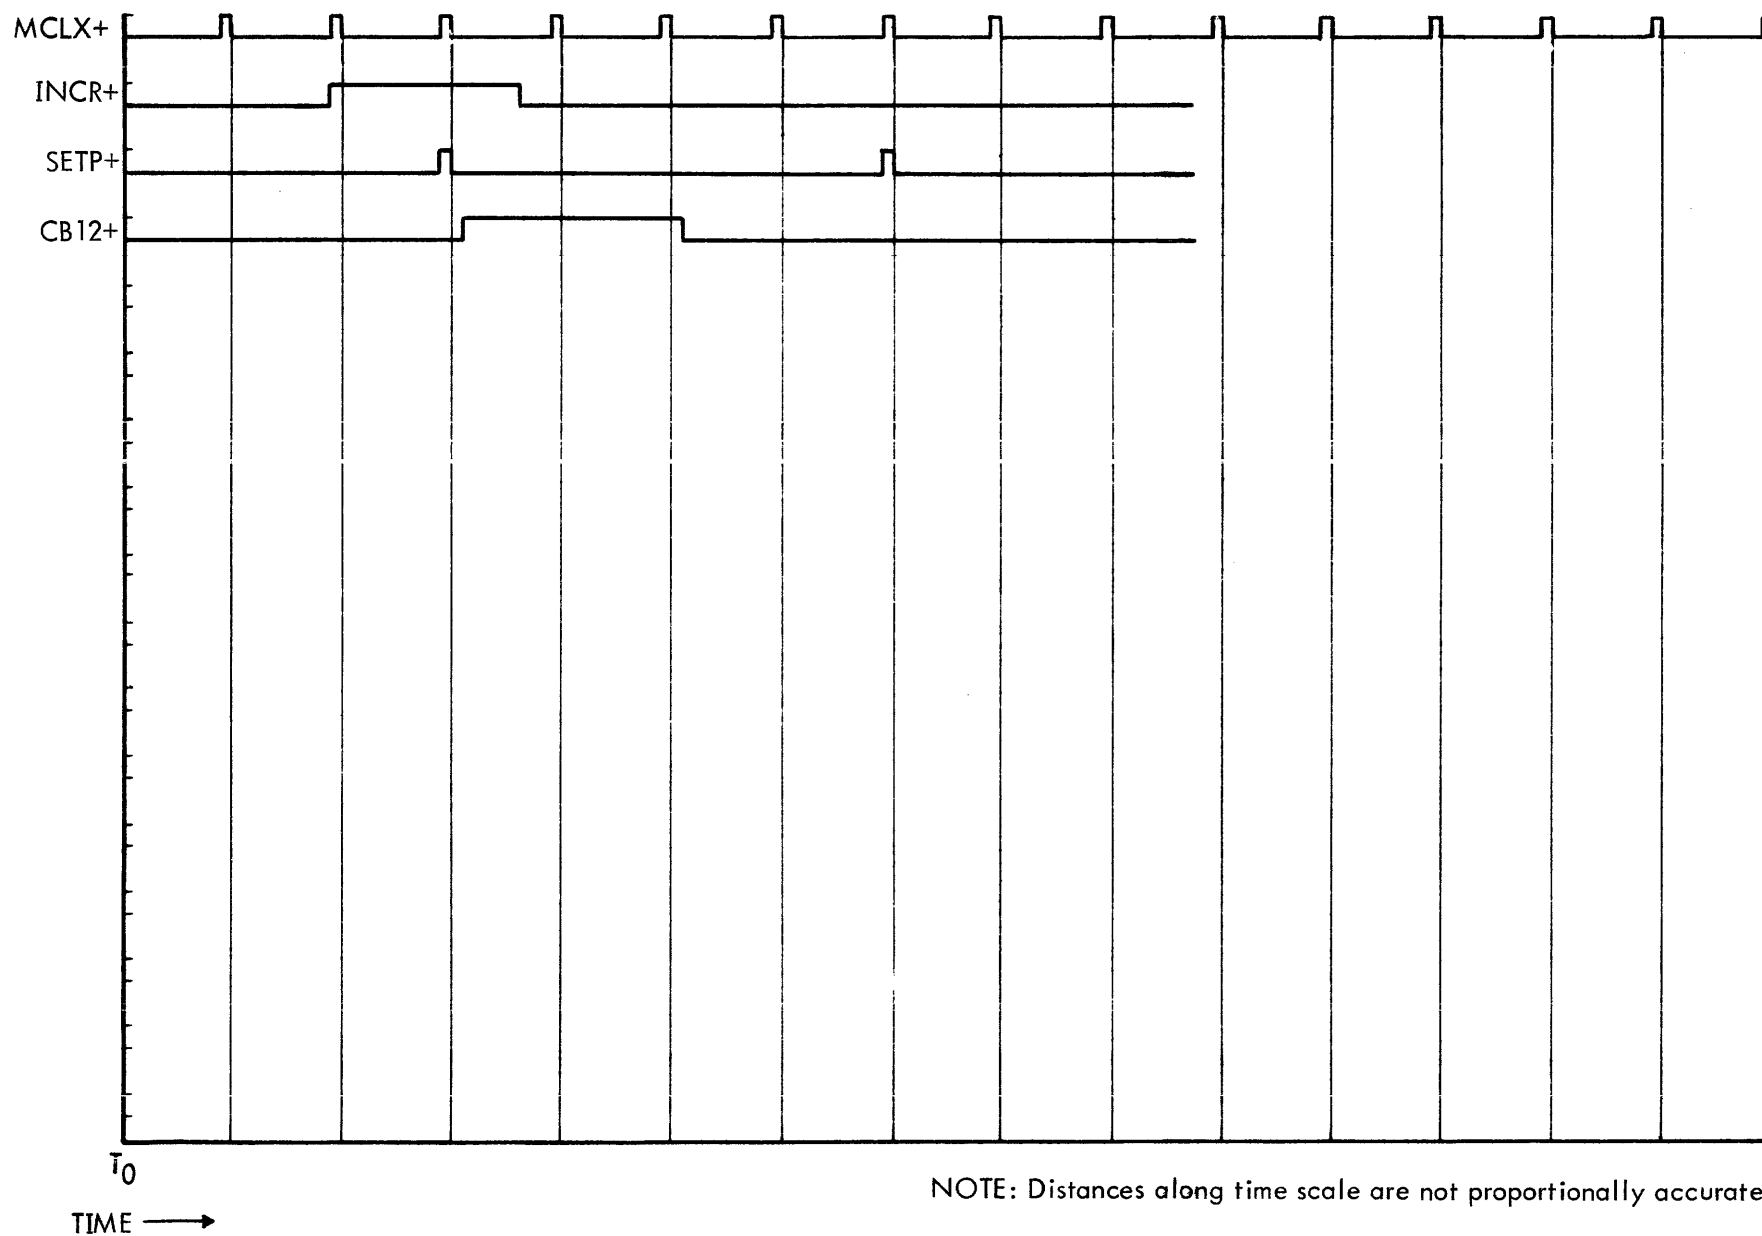 MCLX+
INCR+
SETP+
CB12+
T0
NOTE: Distances along time scale are not proportionally accurate
TIME